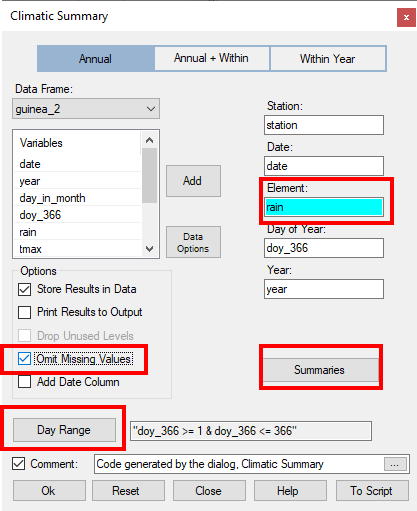 Climatic Summary
x
Annual
Annual + Within
Within Year
Data Frame:
guinea_2
Variables
date
year
day_in_month
doy_366
rain
tmax
Add
Data
Options
Station:
station
Date:
date
Element:
rain
Day of Year:
doy_366
Year:
year
Options
Store Results in Data
Print Results to Output
Drop Unused Levels
Omit Missing Values
Add Date Column
Summaries
Day Range
"doy_366 >= 1 & doy_366 <= 366"
Comment:
Code generated by the dialog, Climatic Summary
...
Ok
Reset
Close
Help
To Script